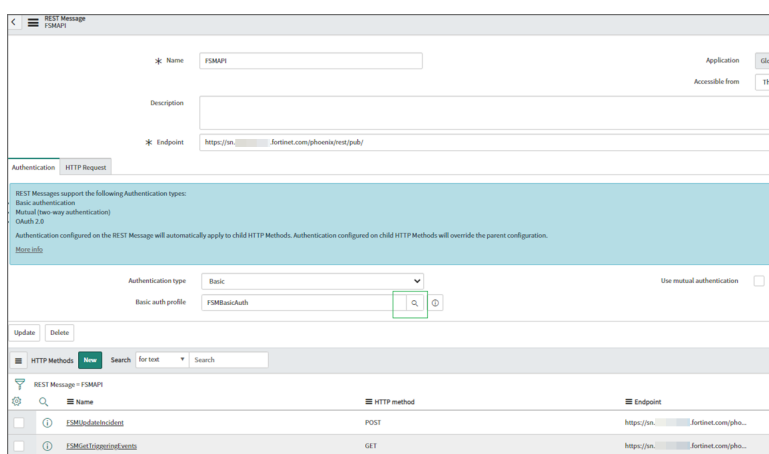 REST Message
FSMAPI
Name
FSMAPI
Application
Glo
Accessible from
Th
Description
Endpoint
https://sn. .fortinet.com/phoenix/rest/pub/
Authentication
HTTP Request
REST Messages support the following Authentication types:
Basic authentication
Mutual (two-way authentication)
OAuth 2.0
Authentication configured on the REST Message will automatically apply to child HTTP Methods. Authentication configured on child HTTP Methods will override the parent configuration.
More info
Authentication type
Basic
Use mutual authentication
Basic auth profile
FSMBasicAuth
Update
Delete
HTTP Methods New Search for text Search
REST Message = FSMAPI
Name HTTP method Endpoint
FSMUpdateIncident POST https://sn. .fortinet.com/pho...
FSMGetTriggeringEvents GET https://sn. .fortinet.com/pho...